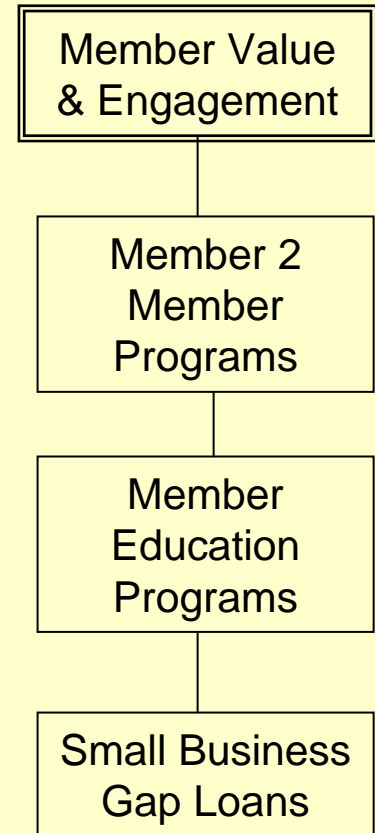 Member Value
& Engagement
Member 2
Member
Programs
Member
Education
Programs
Small Business
Gap Loans